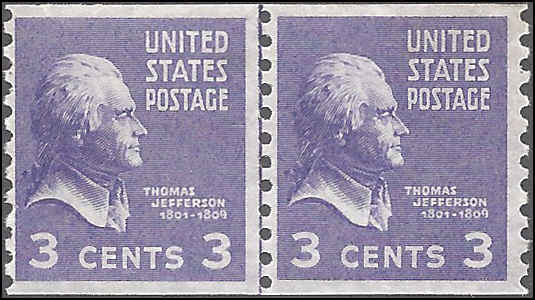 UNITED
STATES
POSTAGE
THOMAS
JEFFERSON
1801-1809
3 CENTS 3
UNITED
STATES
POSTAGE
THOMAS
JEFFERSON
1801-1809
3 CENTS 3